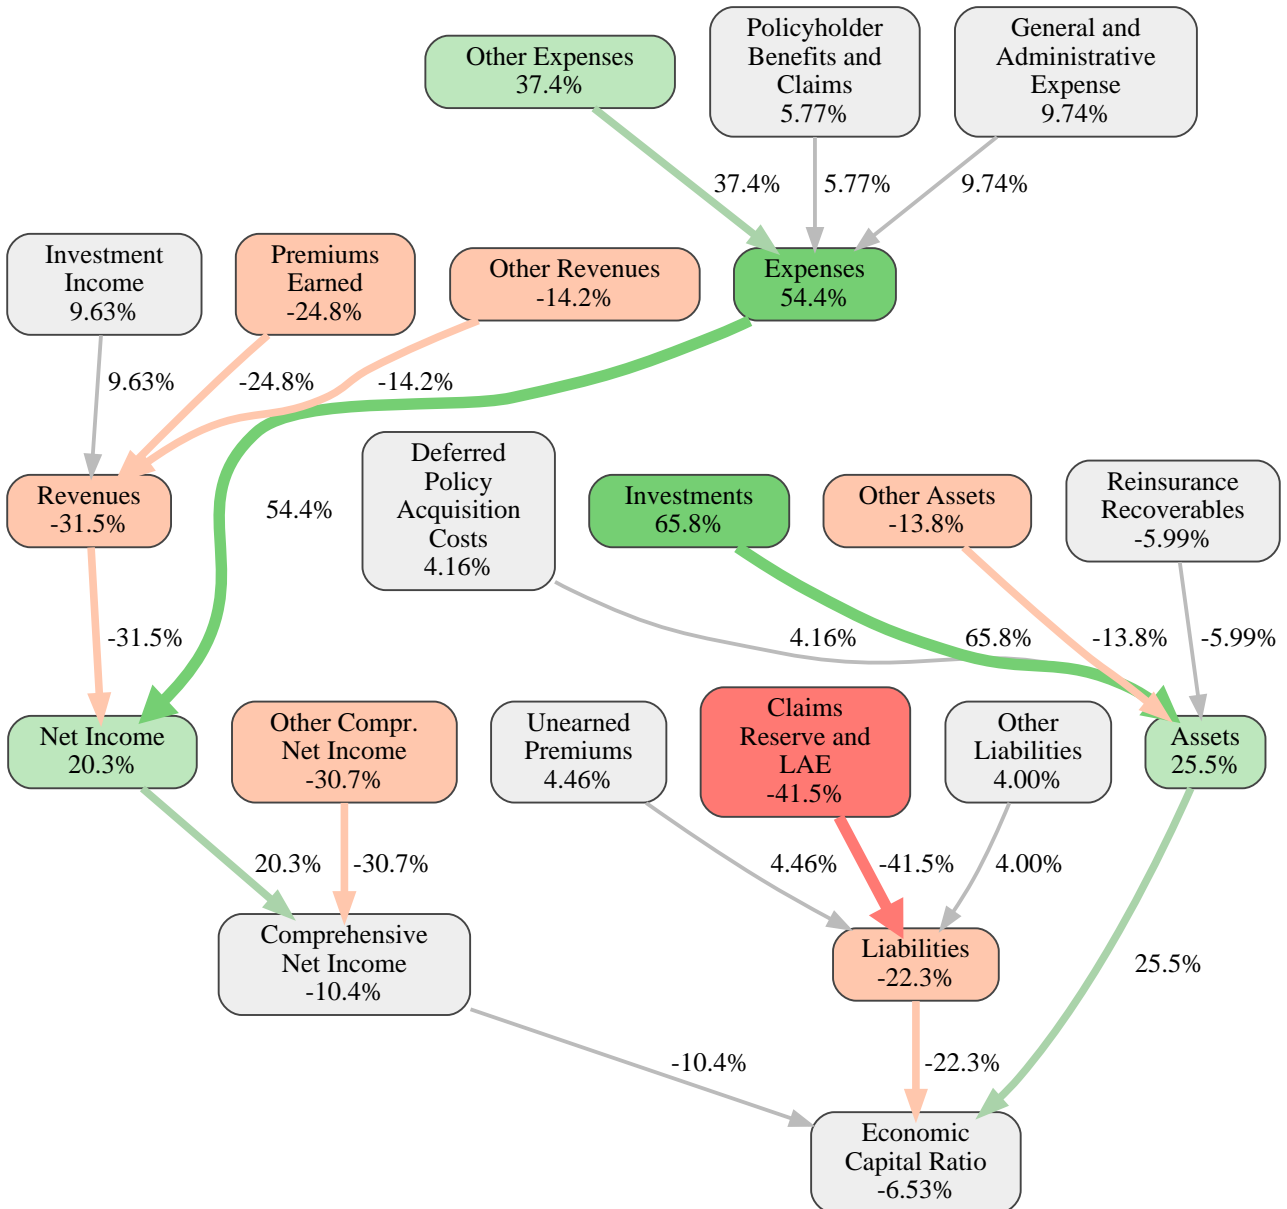 Other Expenses
37.4%
Policyholder
Benefits and
Claims
5.77%
General and
Administrative
Expense
9.74%
37.4%
5.77%
9.74%
Investment
Income
9.63%
Premiums
Earned
-24.8%
Other Revenues
-14.2%
Expenses
54.4%
9.63%
-24.8%
-14.2%
Revenues
-31.5%
54.4%
Deferred
Policy
Acquisition
Costs
4.16%
Investments
65.8%
Other Assets
-13.8%
Reinsurance
Recoverables
-5.99%
-31.5%
4.16%
65.8%
-13.8%
-5.99%
Net Income
20.3%
Other Compr.
Net Income
-30.7%
Unearned
Premiums
4.46%
Claims
Reserve and
LAE
-41.5%
Other
Liabilities
4.00%
Assets
25.5%
20.3%
-30.7%
4.46%
-41.5%
4.00%
Comprehensive
Net Income
-10.4%
Liabilities
-22.3%
25.5%
-10.4%
-22.3%
Economic
Capital Ratio
-6.53%